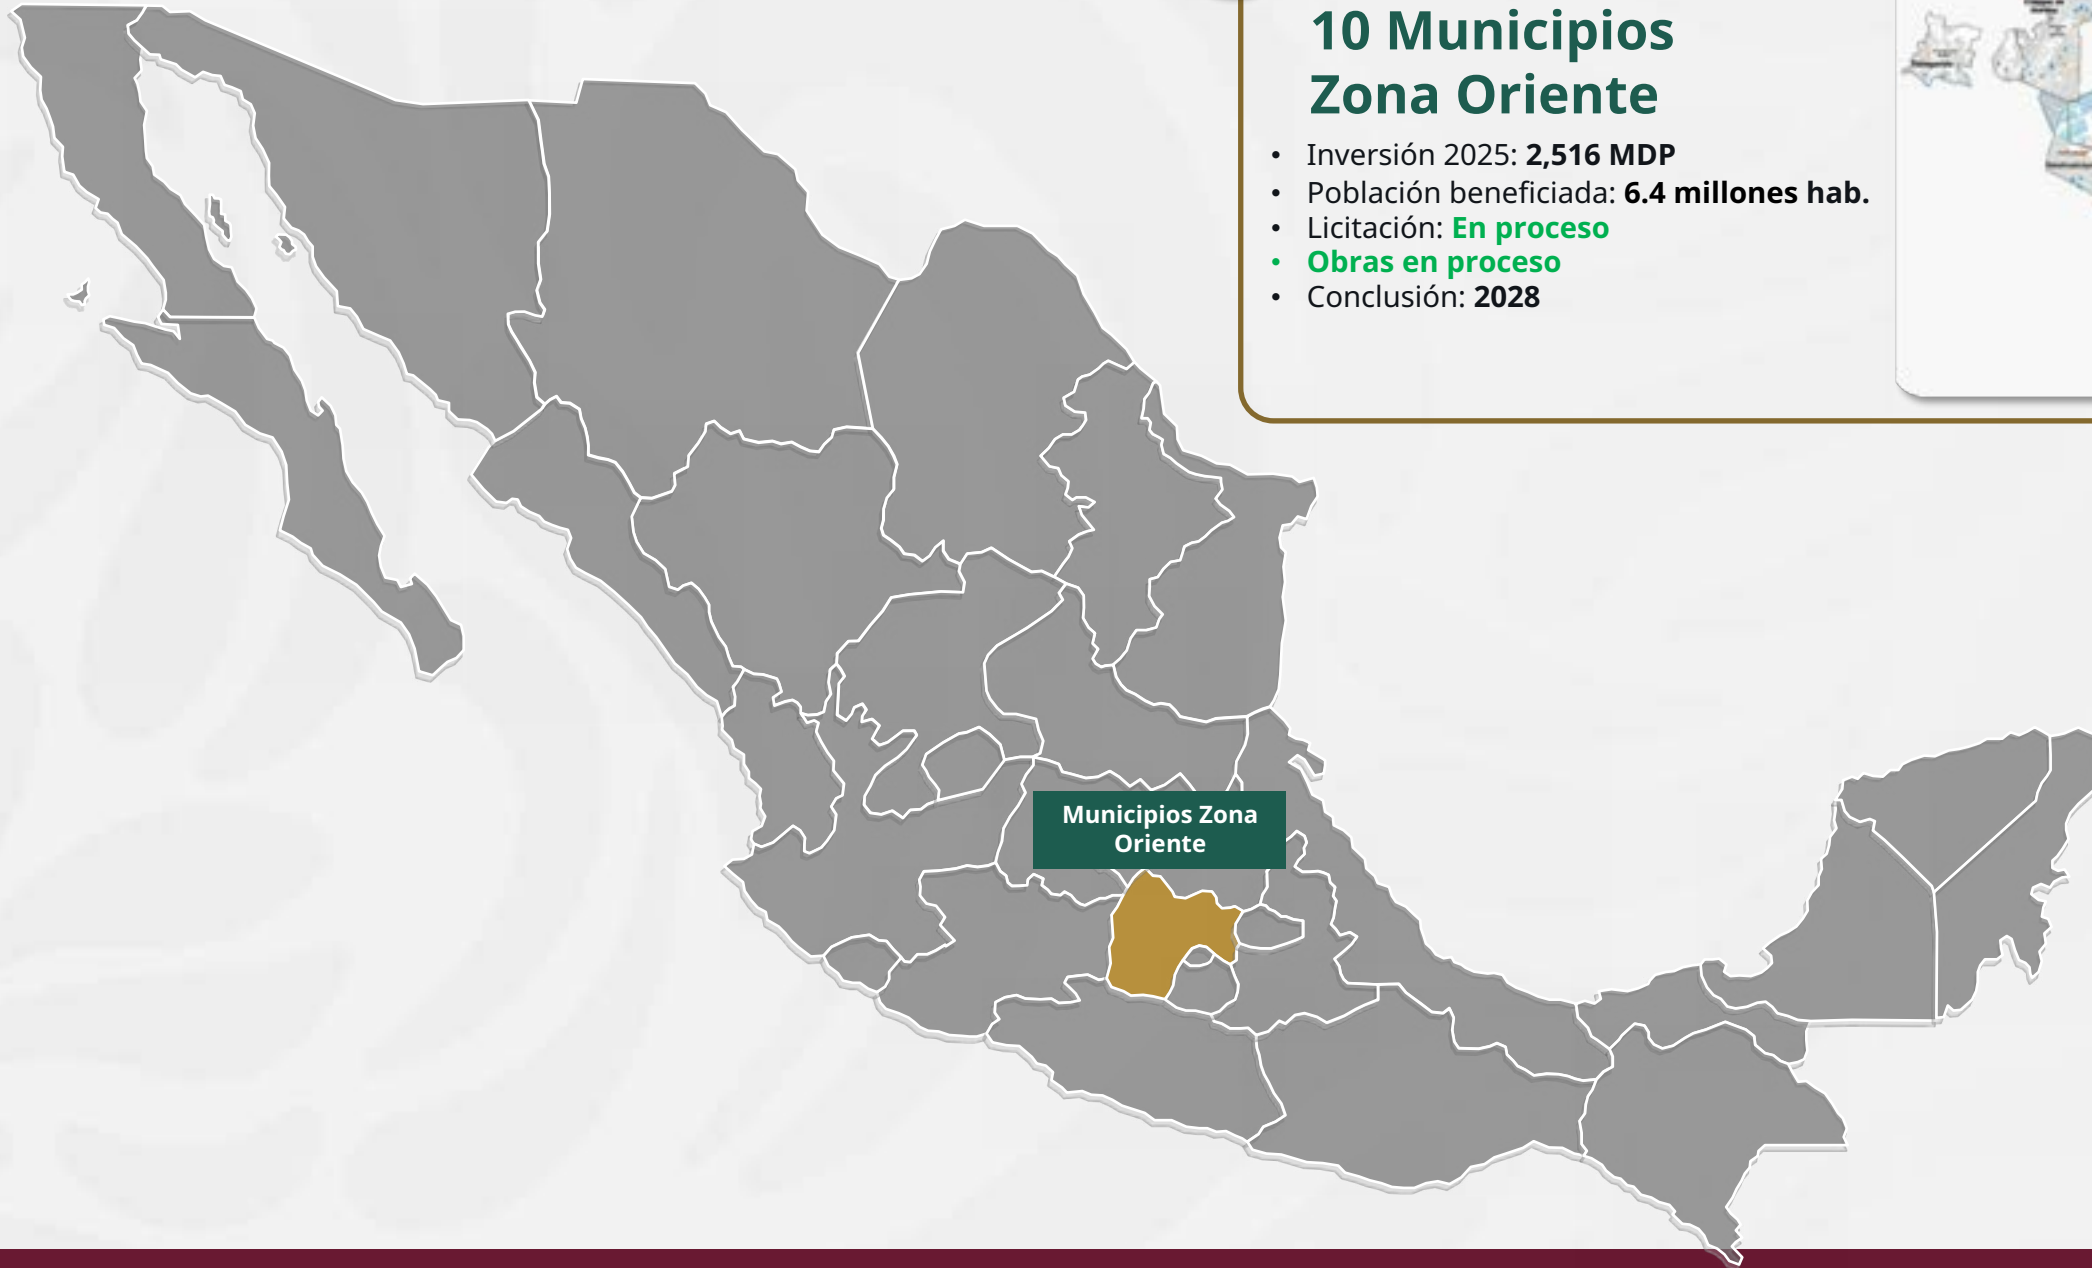 10 Municipios
Zona Oriente
• Inversión 2025: 2,516 MDP
• Población beneficiada: 6.4 millones hab.
• Licitación: En proceso
• Obras en proceso
• Conclusión: 2028
Municipios Zona
Oriente